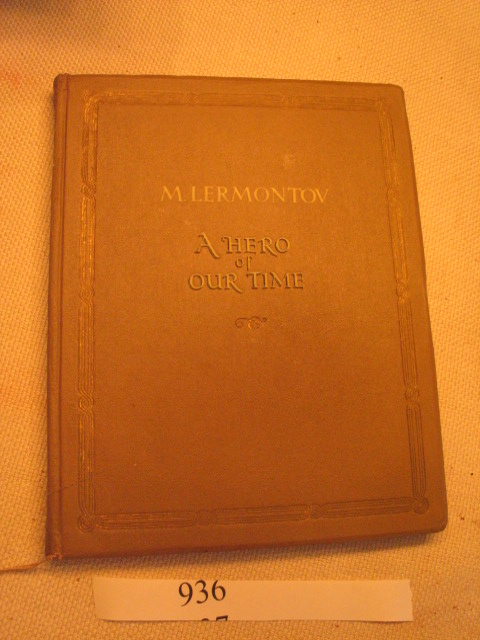 M. LERMONTOV
A HERO
of
OUR TIME
936